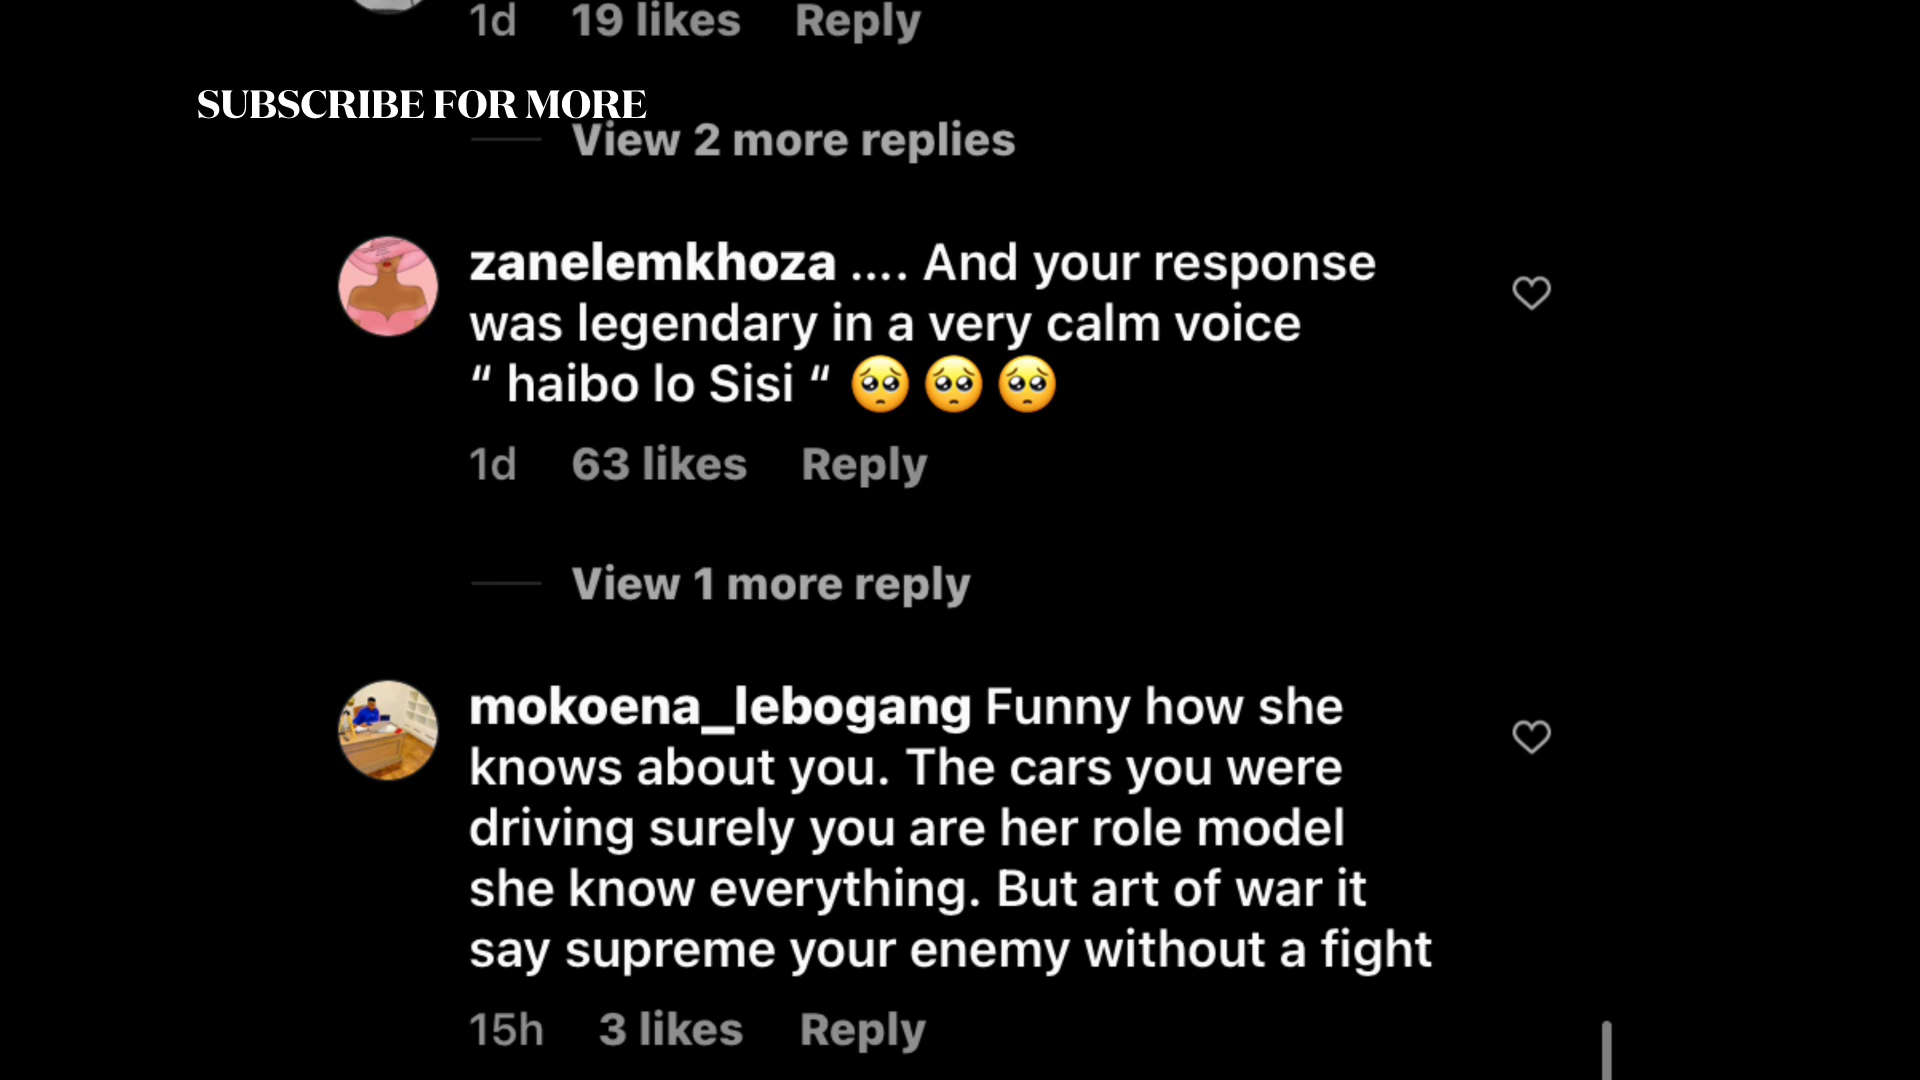 1d 19 likes Reply
SUBSCRIBE FOR MORE
View 2 more replies
zanelemkhoza .... And your response
was legendary in a very calm voice
“ haibo lo Sisi “ 🥺🥺🥺
1d 63 likes Reply
View 1 more reply
mokoena_lebogang Funny how she
knows about you. The cars you were
driving surely you are her role model
she know everything. But art of war it
say supreme your enemy without a fight
15h 3 likes Reply